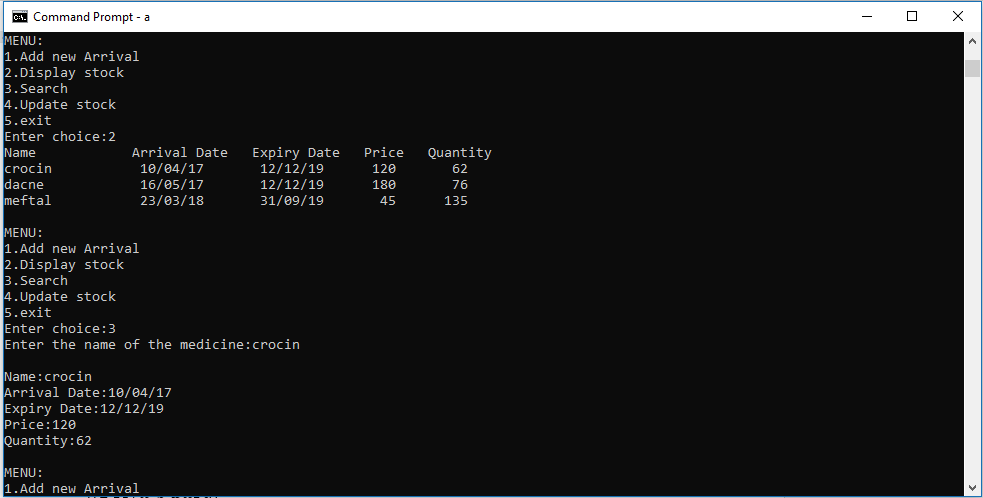 Command Prompt - a
MENU:
1.Add new Arrival
2.Display stock
3.Search
4.Update stock
5.exit
Enter choice:2
Name Arrival Date Expiry Date Price Quantity
crocin 10/04/17 12/12/19 120 62
dacne 16/05/17 12/12/19 180 76
meftal 23/03/18 31/09/19 45 135
MENU:
1.Add new Arrival
2.Display stock
3.Search
4.Update stock
5.exit
Enter choice:3
Enter the name of the medicine:crocin
Name:crocin
Arrival Date:10/04/17
Expiry Date:12/12/19
Price:120
Quantity:62
MENU:
1.Add new Arrival